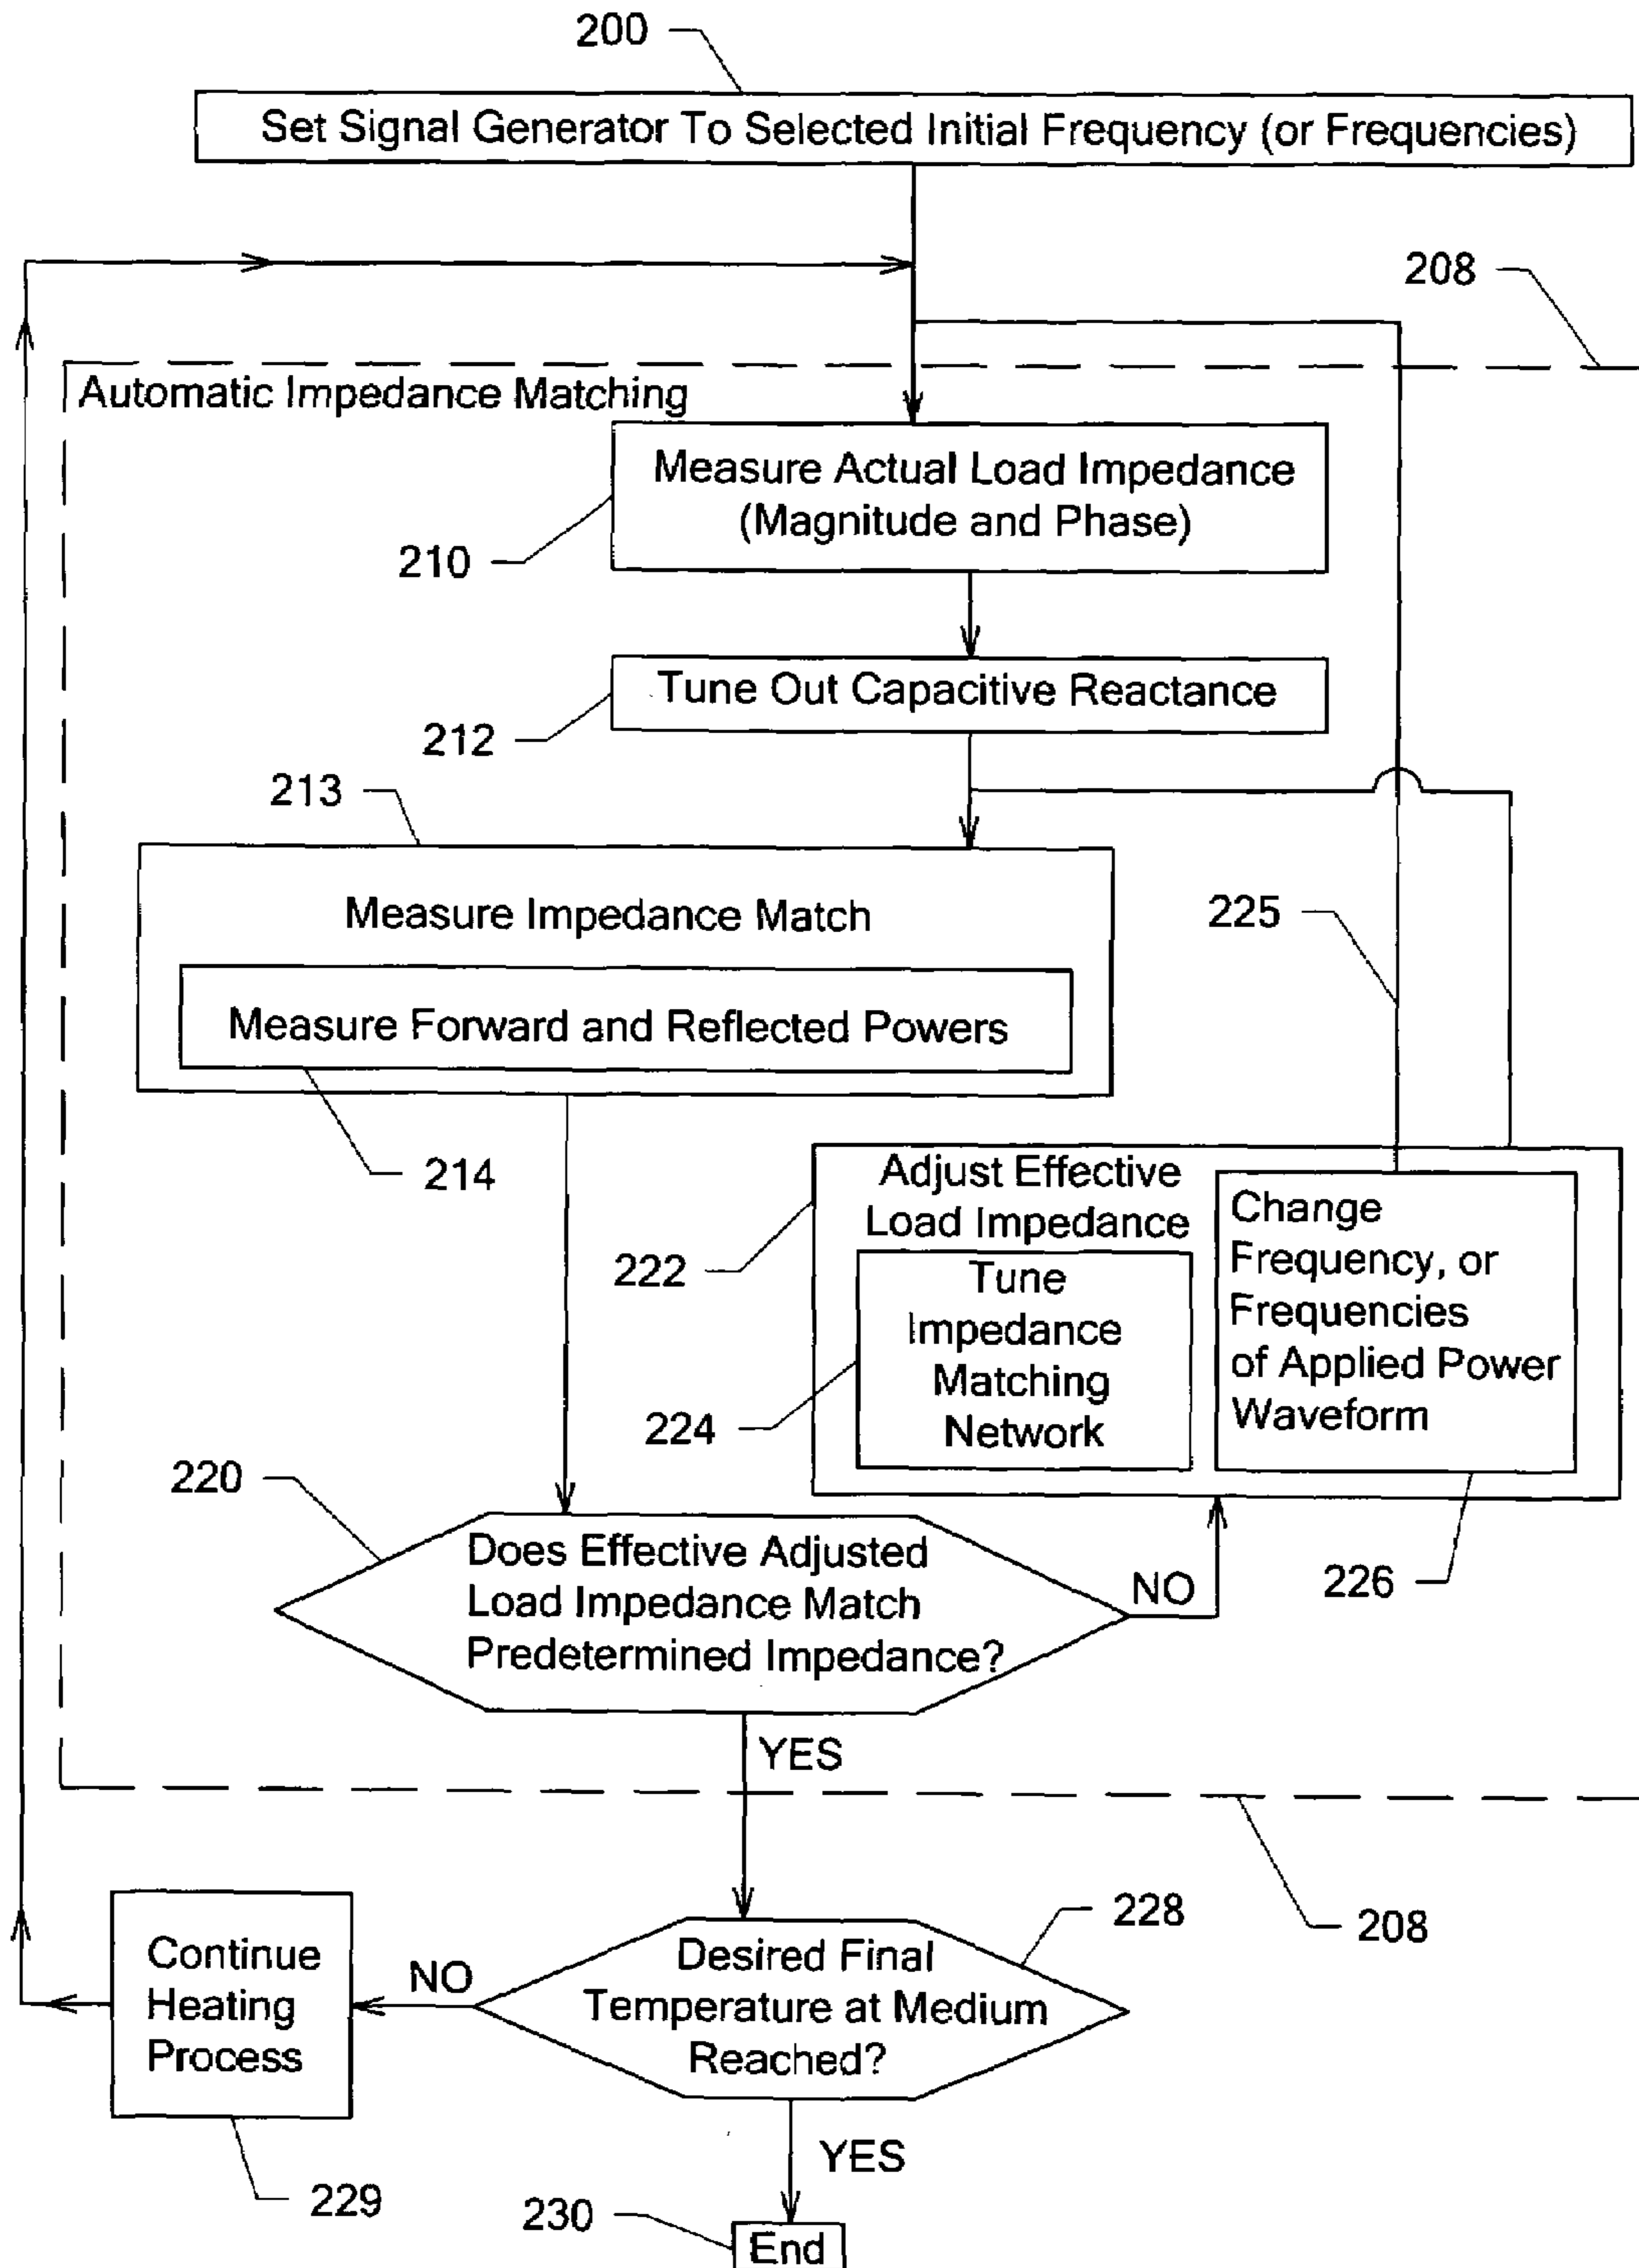 200
Set Signal Generator To Selected Initial Frequency (or Frequencies)
208
Automatic Impedance Matching
Measure Actual Load Impedance
(Magnitude and Phase)
210
Tune Out Capacitive Reactance
212
213
Measure Impedance Match
225
Measure Forward and Reflected Powers
214
Adjust Effective
Load Impedance
222
Tune
Impedance
Matching
Network
224
Change
Frequency, or
Frequencies
of Applied Power
Waveform
226
220
Does Effective Adjusted
Load Impedance Match
Predetermined Impedance?
NO
YES
208
228
Desired Final
Temperature at Medium
Reached?
NO
Continue
Heating
Process
229
YES
230
End